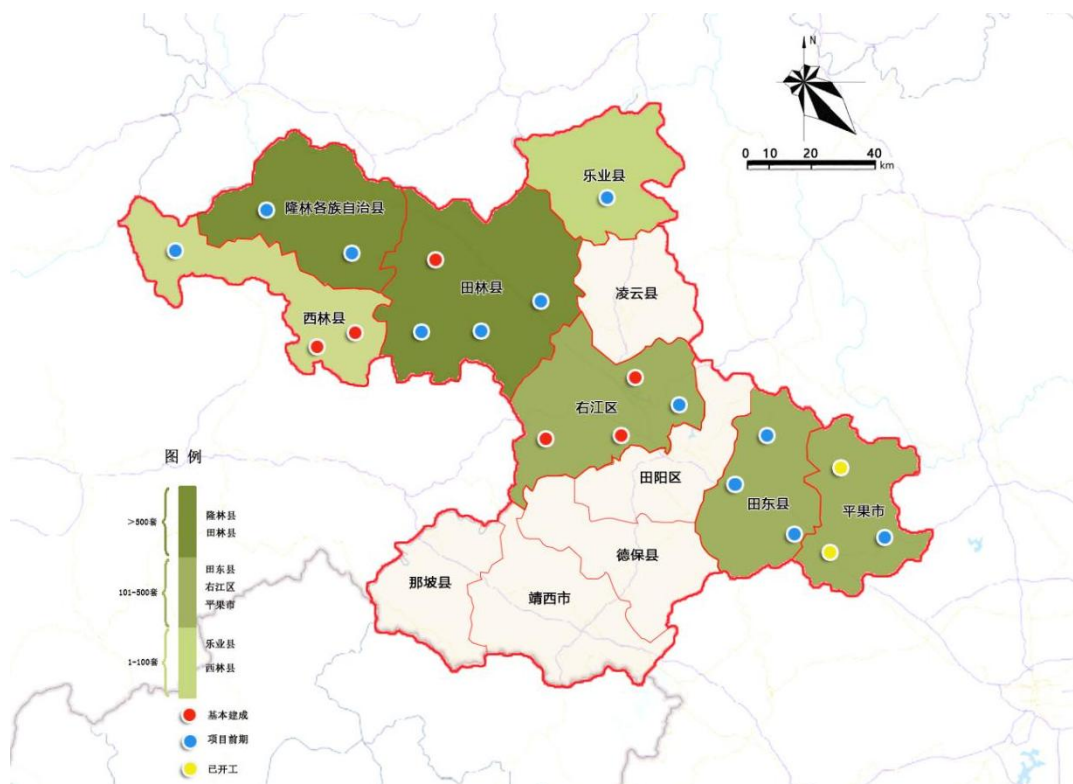 N
0 10 20 40
km
乐业县
隆林各族自治县
田林县
凌云县
西林县
右江区
田阳区
田东县
平果市
德保县
那坡县
靖西市
图 例
>500套
隆林县
田林县
101-500套
田东县
右江区
平果市
1-100套
乐业县
西林县
基本建成
项目前期
已开工